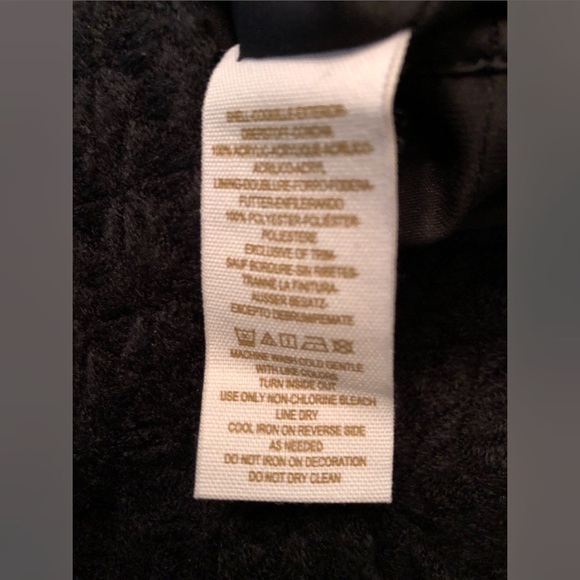 SHELL-COQUILLE-EXTERIOR-
OBERSTOFF-CONCHA
100% ACRYLIC-ACRYLIQUE-ACRILICO-
ACRILICO-ACRYL
LINING-DOUBLURE-FORRO-FODERA-
FUTTER-ENFILEIRANDO
100% POLYESTER-POLIÉSTER-
POLIESTERE
EXCLUSIVE OF TRIM-
SAUF BORDURE-SIN RIBETES-
TRANNE LA FINITURA-
AUSSER BESATZ-
EXCEPTO DEBRUMPEMATE
MACHINE WASH COLD GENTLE
WITH LIKE COLORS
TURN INSIDE OUT
USE ONLY NON-CHLORINE BLEACH
LINE DRY
COOL IRON ON REVERSE SIDE
AS NEEDED
DO NOT IRON ON DECORATION
DO NOT DRY CLEAN